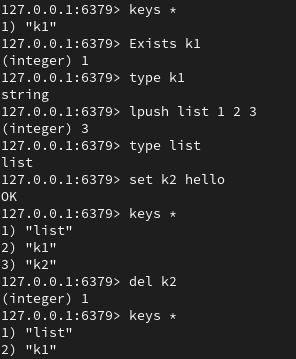 127.0.0.1:6379> keys *
1) "k1"
127.0.0.1:6379> Exists k1
(integer) 1
127.0.0.1:6379> type k1
string
127.0.0.1:6379> lpush list 1 2 3
(integer) 3
127.0.0.1:6379> type list
list
127.0.0.1:6379> set k2 hello
OK
127.0.0.1:6379> keys *
1) "list"
2) "k1"
3) "k2"
127.0.0.1:6379> del k2
(integer) 1
127.0.0.1:6379> keys *
1) "list"
2) "k1"